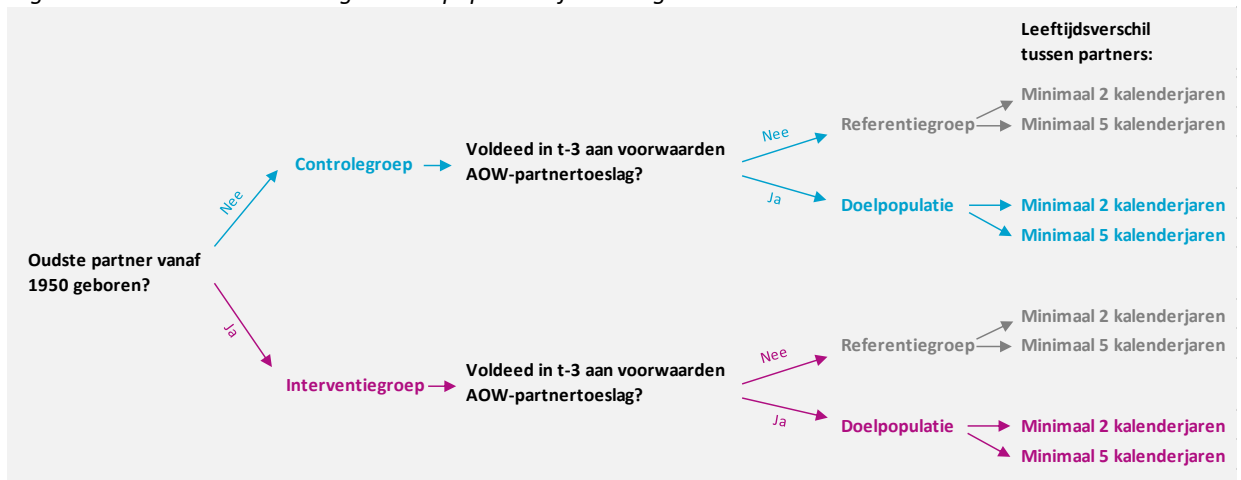 Leeftijdsverschil
tussen partners:
Minimaal 2 kalenderjaren
Nee
Referentiegroep
Minimaal 5 kalenderjaren
Voldeed in t-3 aan voorwaarden
AOW-partnertoeslag?
Controlegroep
Nee
Ja
Doelpopulatie
Minimaal 2 kalenderjaren
Minimaal 5 kalenderjaren
Oudste partner vanaf
1950 geboren?
Ja
Minimaal 2 kalenderjaren
Nee
Referentiegroep
Minimaal 5 kalenderjaren
Voldeed in t-3 aan voorwaarden
AOW-partnertoeslag?
Interventiegroep
Ja
Doelpopulatie
Minimaal 2 kalenderjaren
Minimaal 5 kalenderjaren